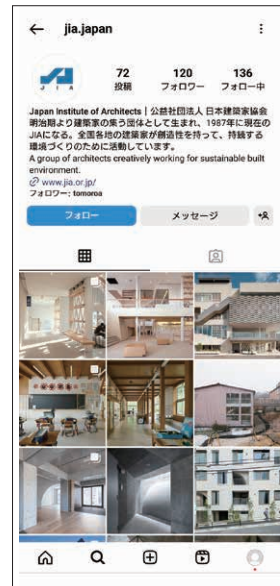 jia.japan
JIA
72 120 136
投稿 フォロワー フォロー中
Japan Institute of Architects｜公益社団法人 日本建築家協会
明治期より建築家の集う団体として生まれ、1987年に現在の
JIAになる。全国各地の建築家が創造性を持って、持続する
環境づくりのために活動しています。
A group of architects creatively working for sustainable built
environment.
www.jia.or.jp/
フォロワー: tomoroa
フォロー メッセージ